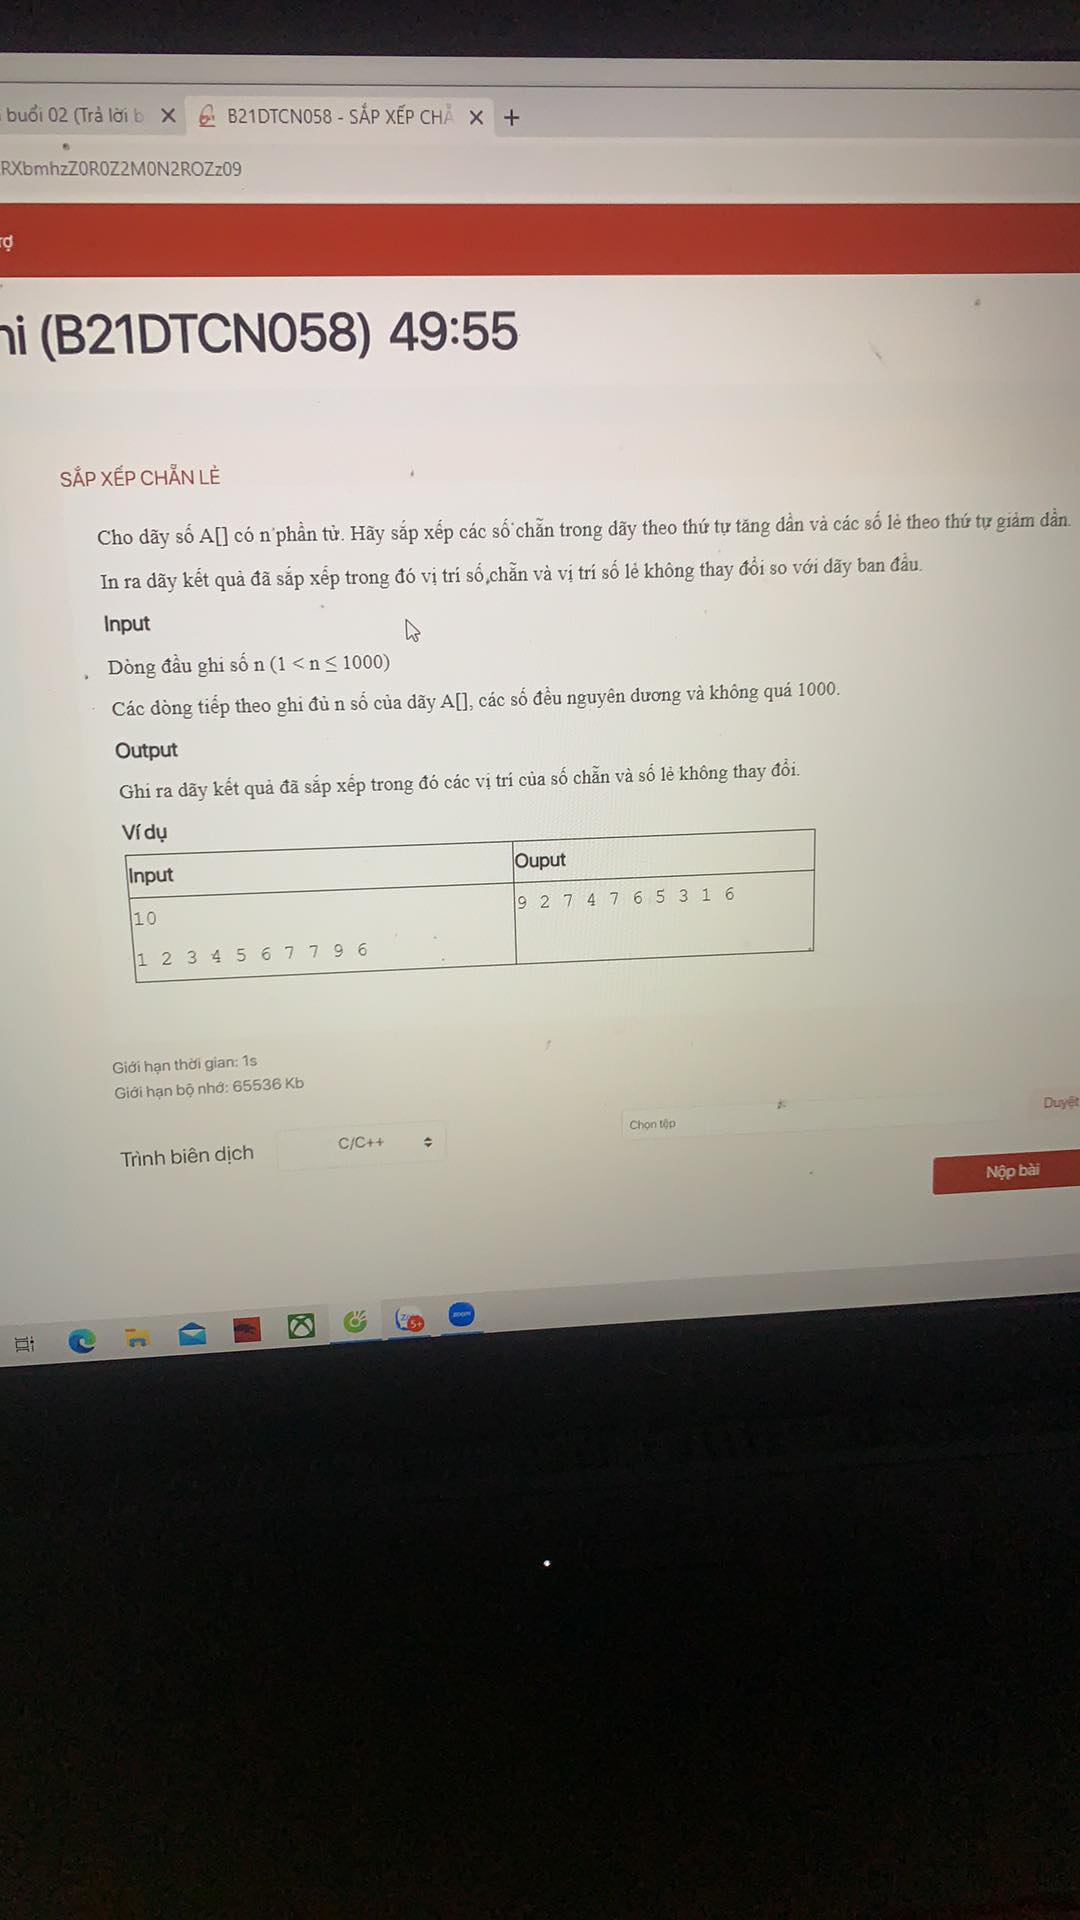 buổi 02 (Trả lời b
B21DTCN058 - SẮP XẾP CHẴ
RXbmhzZ0R0Z2M0N2ROZz09
rợ
hi (B21DTCN058) 49:55
SẮP XẾP CHẴN LẺ
Cho dãy số A[] có n phần tử. Hãy sắp xếp các số chẵn trong dãy theo thứ tự tăng dần và các số lẻ theo thứ tự giảm dần.
In ra dãy kết quả đã sắp xếp trong đó vị trí số chẵn và vị trí số lẻ không thay đổi so với dãy ban đầu.
Input
Dòng đầu ghi số n (1 < n ≤ 1000)
Các dòng tiếp theo ghi đủ n số của dãy A[], các số đều nguyên dương và không quá 1000.
Output
Ghi ra dãy kết quả đã sắp xếp trong đó các vị trí của số chẵn và số lẻ không thay đổi.
Ví dụ
Input
Ouput
10
1 2 3 4 5 6 7 7 9 6
9 2 7 4 7 6 5 3 1 6
Giới hạn thời gian: 1s
Giới hạn bộ nhớ: 65536 Kb
Trình biên dịch
C/C++
Chọn tệp
Duyệt
Nộp bài
5+
zoom